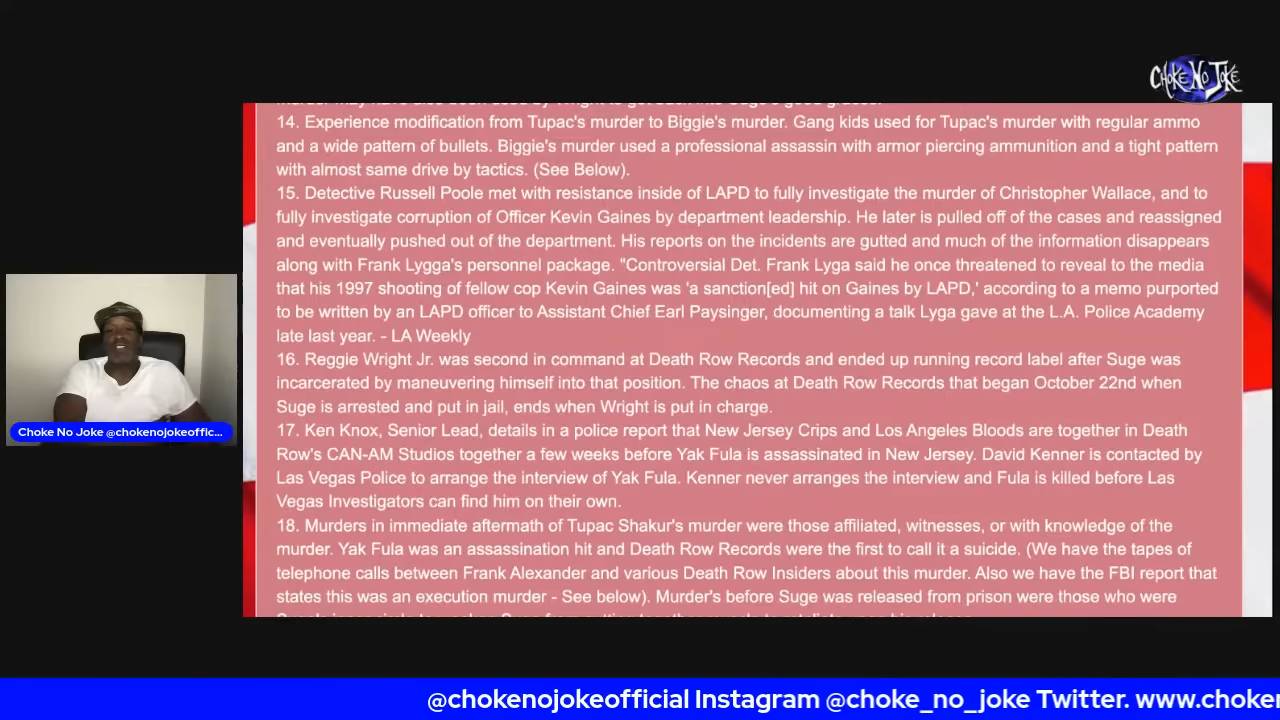 CHOKE NO JOKE
14. Experience modification from Tupac's murder to Biggie's murder. Gang kids used for Tupac's murder with regular ammo
and a wide pattern of bullets. Biggie's murder used a professional assassin with armor piercing ammunition and a tight pattern
with almost same drive by tactics. (See Below).
15. Detective Russell Poole met with resistance inside of LAPD to fully investigate the murder of Christopher Wallace, and to
fully investigate corruption of Officer Kevin Gaines by department leadership. He later is pulled off of the cases and reassigned
and eventually pushed out of the department. His reports on the incidents are gutted and much of the information disappears
along with Frank Lygga's personnel package. "Controversial Det. Frank Lyga said he once threatened to reveal to the media
that his 1997 shooting of fellow cop Kevin Gaines was 'a sanction[ed] hit on Gaines by LAPD,' according to a memo purported
to be written by an LAPD officer to Assistant Chief Earl Paysinger, documenting a talk Lyga gave at the L.A. Police Academy
late last year. - LA Weekly
16. Reggie Wright Jr. was second in command at Death Row Records and ended up running record label after Suge was
incarcerated by maneuvering himself into that position. The chaos at Death Row Records that began October 22nd when
Suge is arrested and put in jail, ends when Wright is put in charge.
17. Ken Knox, Senior Lead, details in a police report that New Jersey Crips and Los Angeles Bloods are together in Death
Row's CAN-AM Studios together a few weeks before Yak Fula is assassinated in New Jersey. David Kenner is contacted by
Las Vegas Police to arrange the interview of Yak Fula. Kenner never arranges the interview and Fula is killed before Las
Vegas Investigators can find him on their own.
18. Murders in immediate aftermath of Tupac Shakur's murder were those affiliated, witnesses, or with knowledge of the
murder. Yak Fula was an assassination hit and Death Row Records were the first to call it a suicide. (We have the tapes of
telephone calls between Frank Alexander and various Death Row Insiders about this murder. Also we have the FBI report that
states this was an execution murder - See below). Murder's before Suge was released from prison were those who were
Choke No Joke @chokenojokeoffic...
@chokenojokeofficial Instagram @choke_no_joke Twitter. www.choke